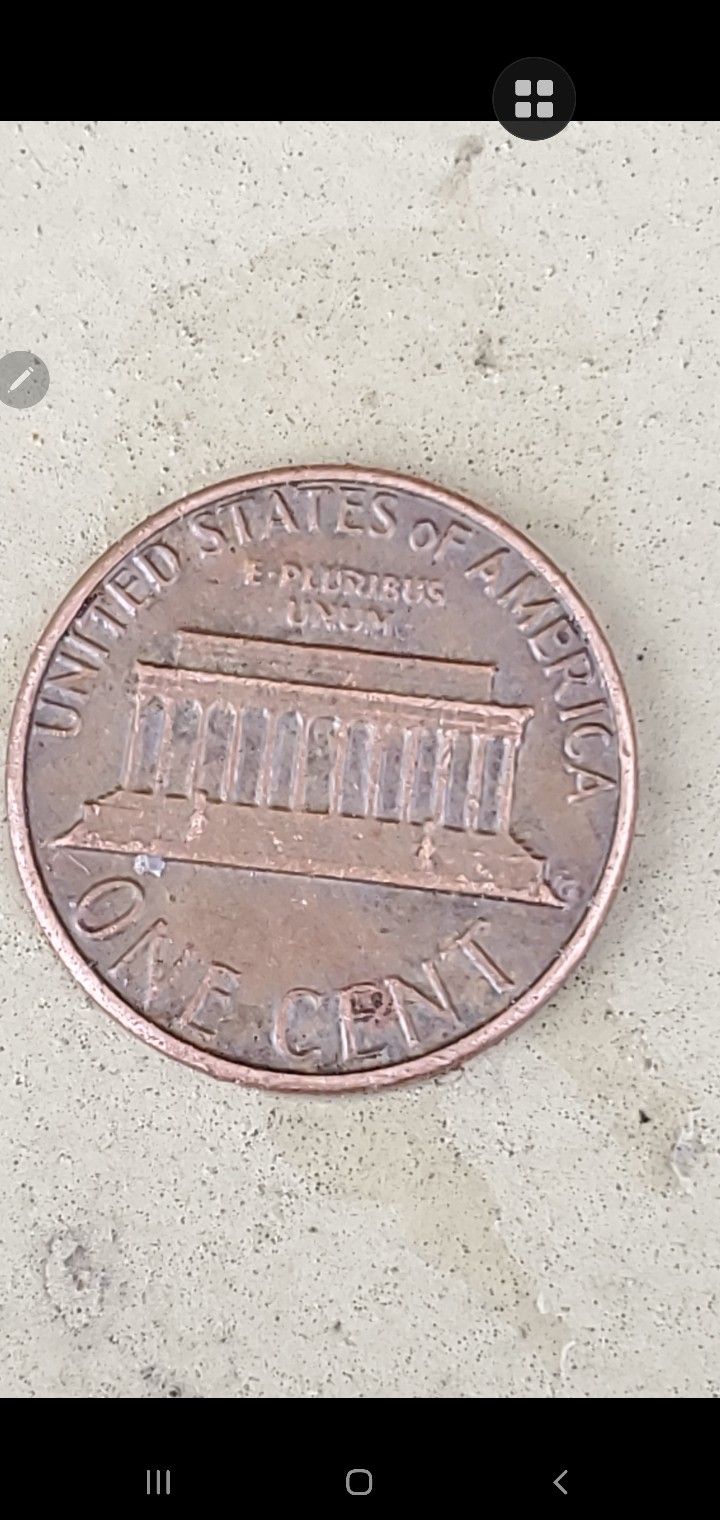 UNITED STATES OF AMERICA
E·PLURIBUS
UNUM
ONE CENT